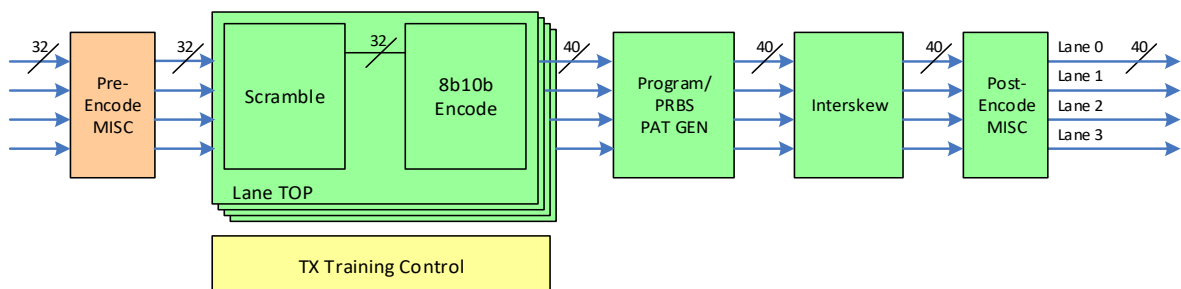 32
32
32
40
40
40
Lane 0
40
Lane 1
Lane 2
Lane 3
Pre-
Encode
MISC
Scramble
8b10b
Encode
Lane TOP
Program/
PRBS
PAT GEN
Interskew
Post-
Encode
MISC
TX Training Control